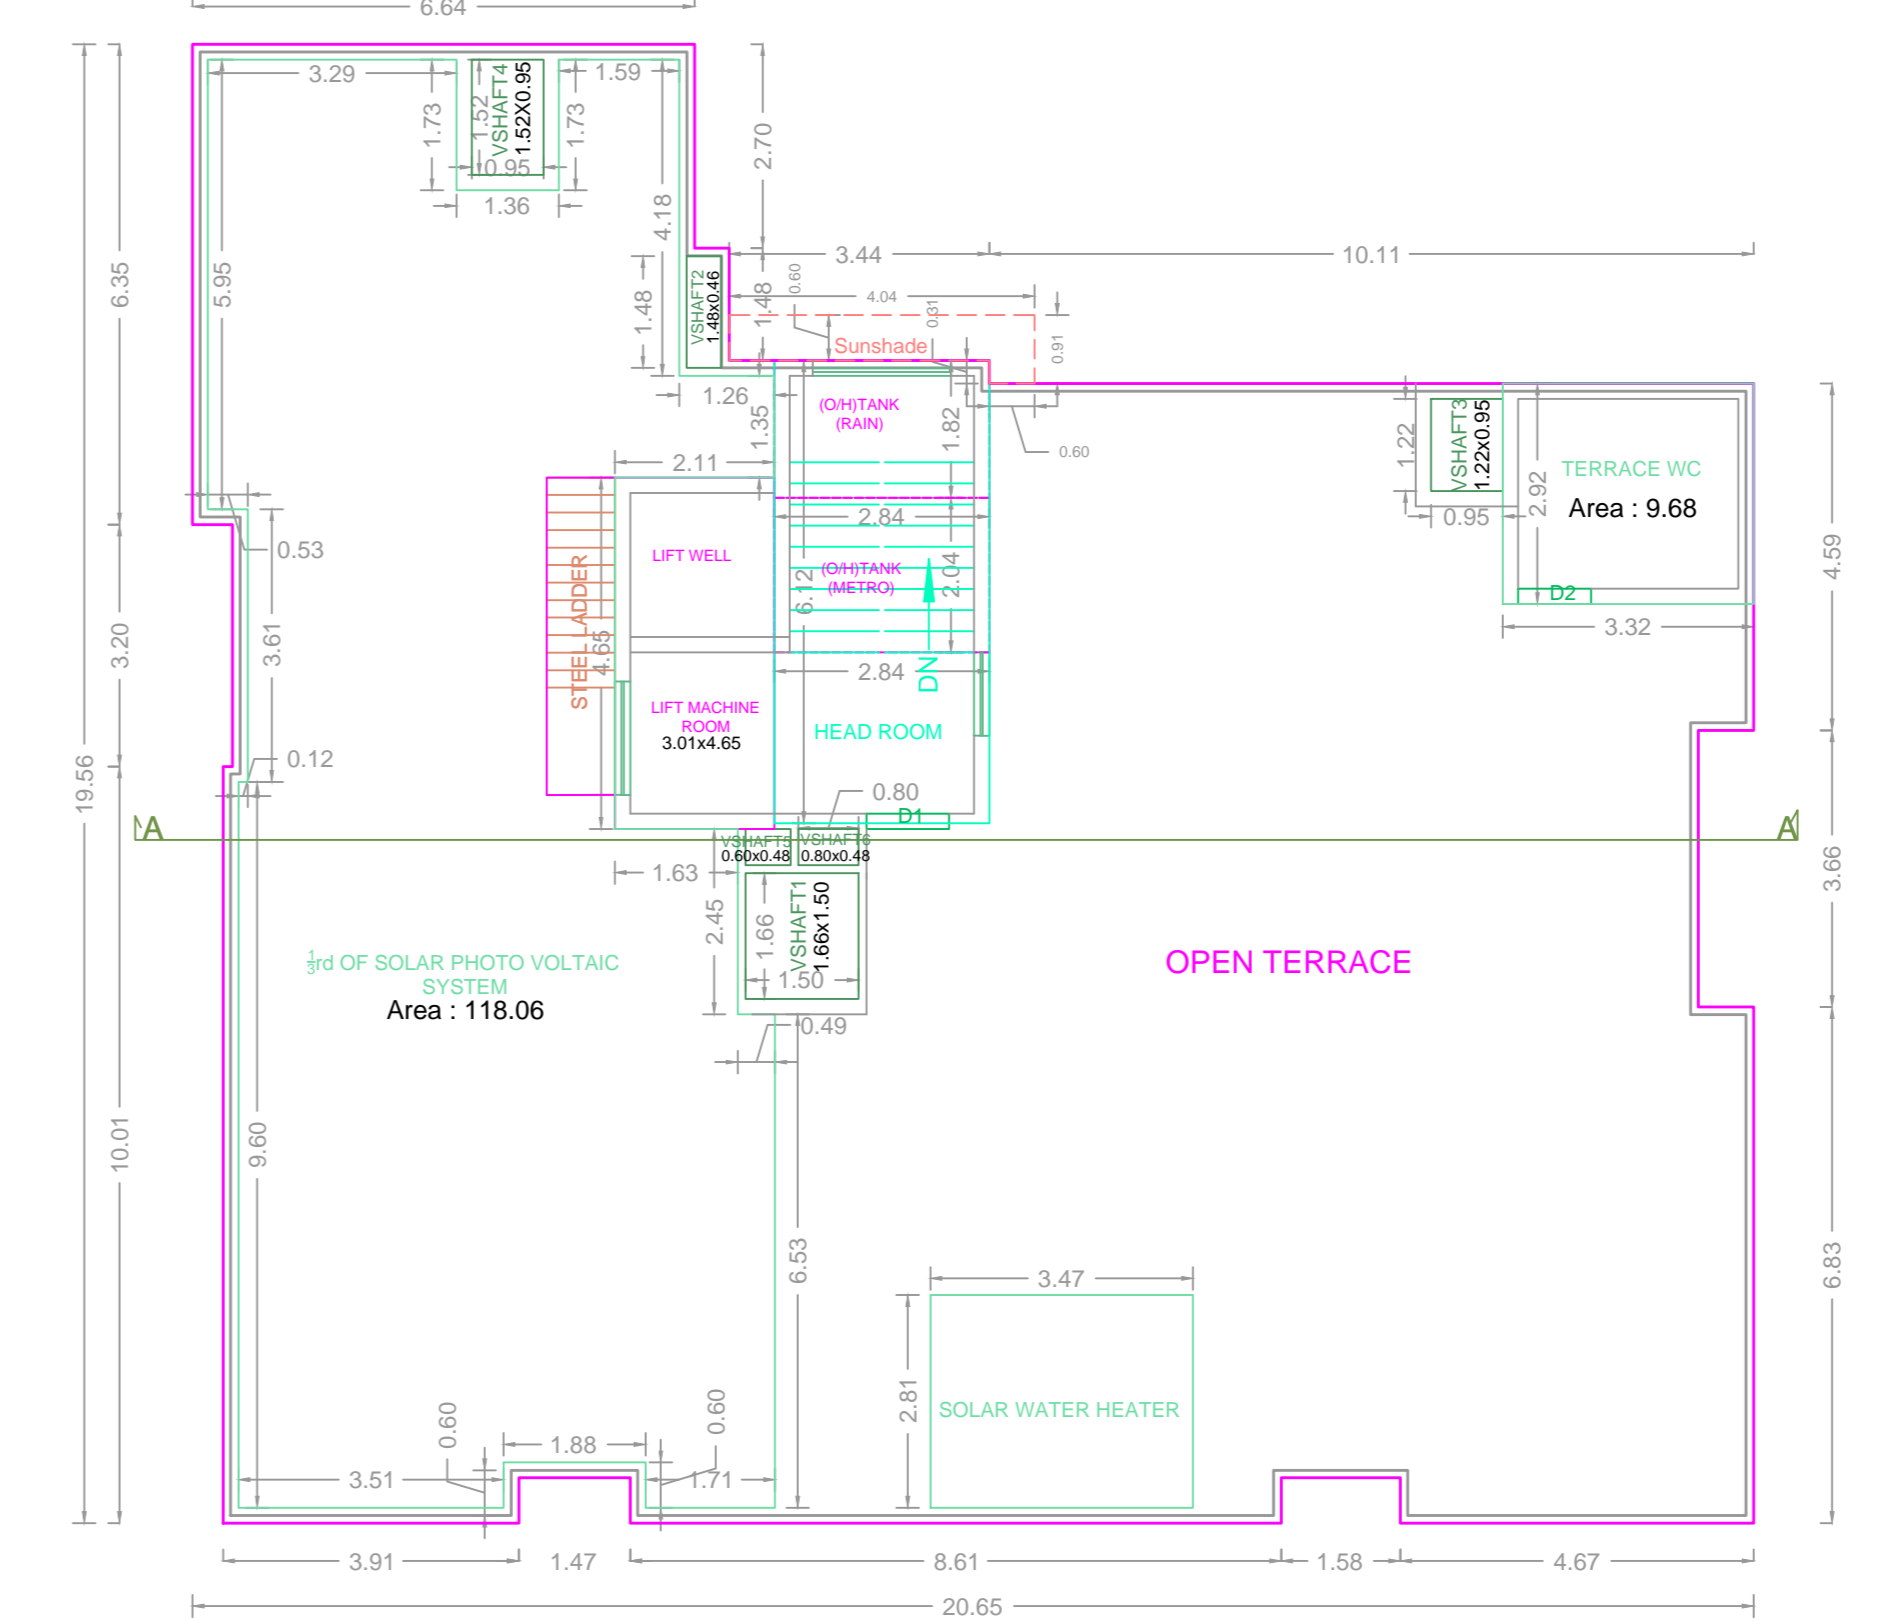 6.64
3.29
1.59
1.73
1.52
VSHAFT4
1.52X0.95
1.73
0.95
1.36
2.70
4.18
6.35
5.95
3.44
10.11
0.60
4.04
0.31
1.48
VSHAFT2
1.48x0.46
1.48
Sunshade
0.91
1.26
1.35
(O/H)TANK
(RAIN)
1.82
0.60
1.22
VSHAFT3
1.22x0.95
0.95
2.92
TERRACE WC
Area : 9.68
4.59
2.11
2.84
0.53
LIFT WELL
(O/H)TANK
(METRO)
2.04
6.12
D2
3.32
3.20
3.61
STEEL LADDER
4.65
2.84
DN
LIFT MACHINE
ROOM
3.01x4.65
HEAD ROOM
19.56
0.12
0.80
D1
A
A
VSHAFT5
0.60x0.48
VSHAFT6
0.80x0.48
1.63
2.45
1.66
VSHAFT1
1.66x1.50
1.50
3.66
1/3rd OF SOLAR PHOTO VOLTAIC
SYSTEM
Area : 118.06
OPEN TERRACE
0.49
10.01
9.60
6.53
6.83
3.47
2.81
SOLAR WATER HEATER
0.60
1.88
0.60
3.51
1.71
3.91
1.47
8.61
1.58
4.67
20.65